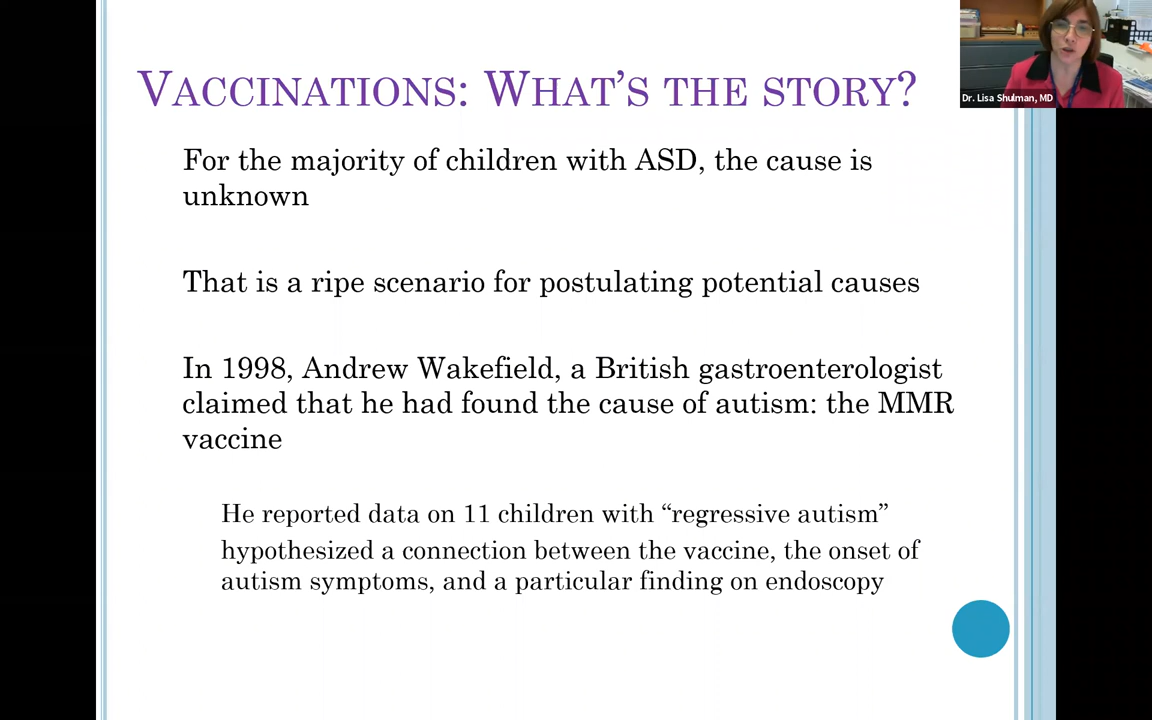 VACCINATIONS: WHAT'S THE STORY?
Dr. Lisa Shulman, MD
For the majority of children with ASD, the cause is
unknown
That is a ripe scenario for postulating potential causes
In 1998, Andrew Wakefield, a British gastroenterologist
claimed that he had found the cause of autism: the MMR
vaccine
He reported data on 11 children with “regressive autism”
hypothesized a connection between the vaccine, the onset of
autism symptoms, and a particular finding on endoscopy